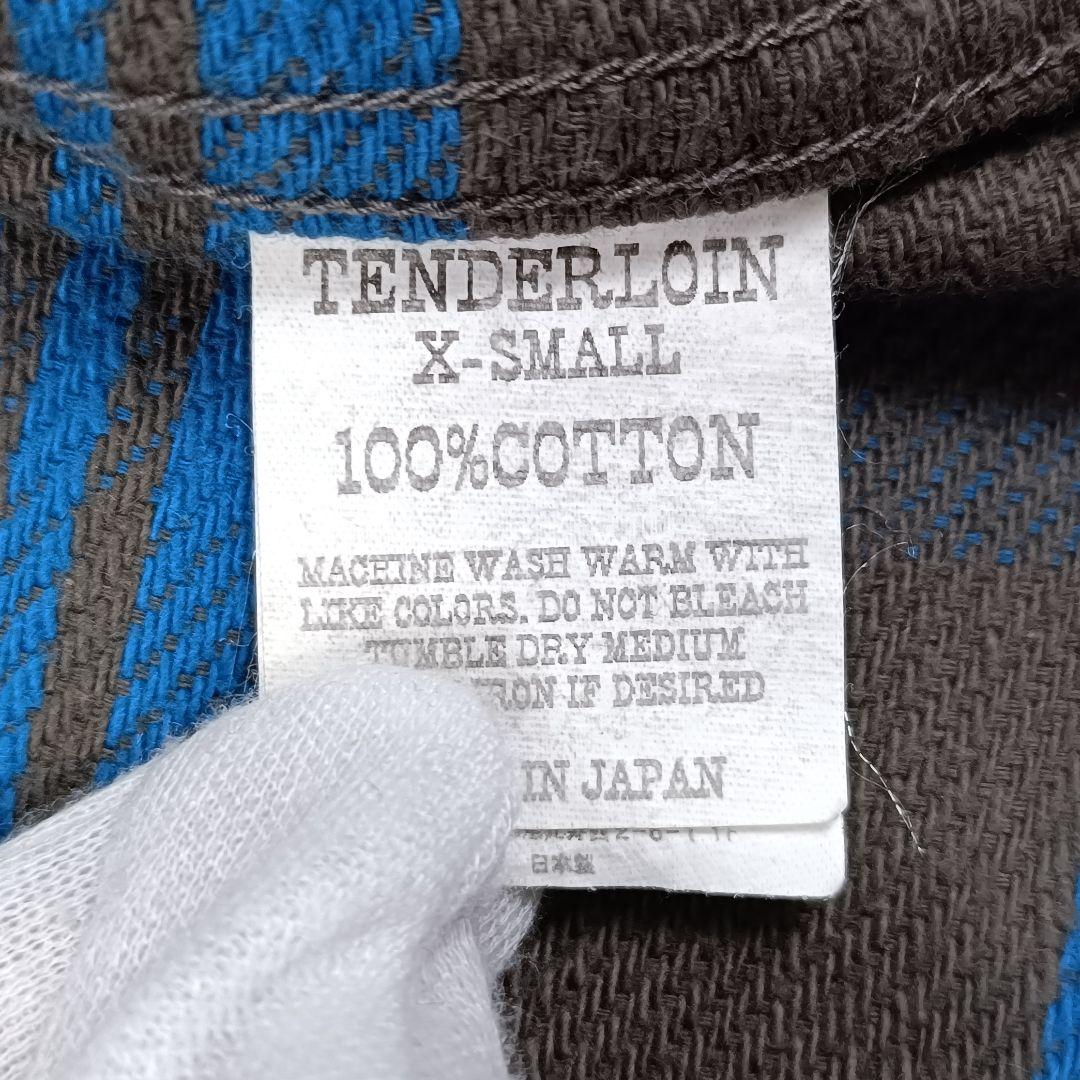 TENDERLOIN
X-SMALL
100%COTTON
MACHINE WASH WARM WITH
LIKE COLORS. DO NOT BLEACH
TUMBLE DRY MEDIUM
IRON IF DESIRED
IN JAPAN
日本製